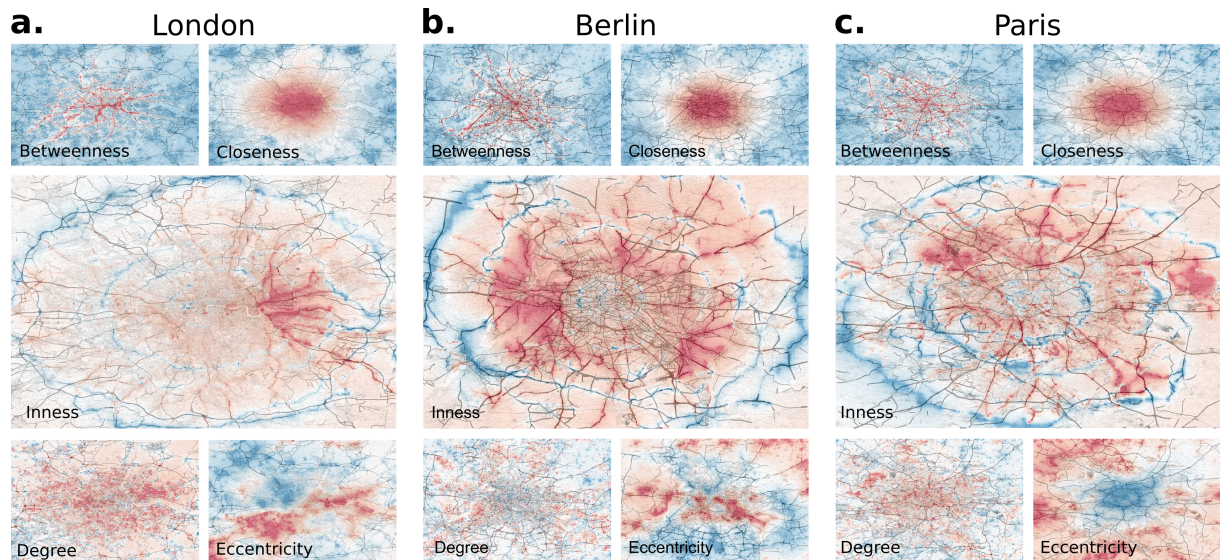 a. London
Betweenness
Closeness
Inness
Degree
Eccentricity
b. Berlin
Betweenness
Closeness
Inness
Degree
Eccentricity
c. Paris
Betweenness
Closeness
Inness
Degree
Eccentricity